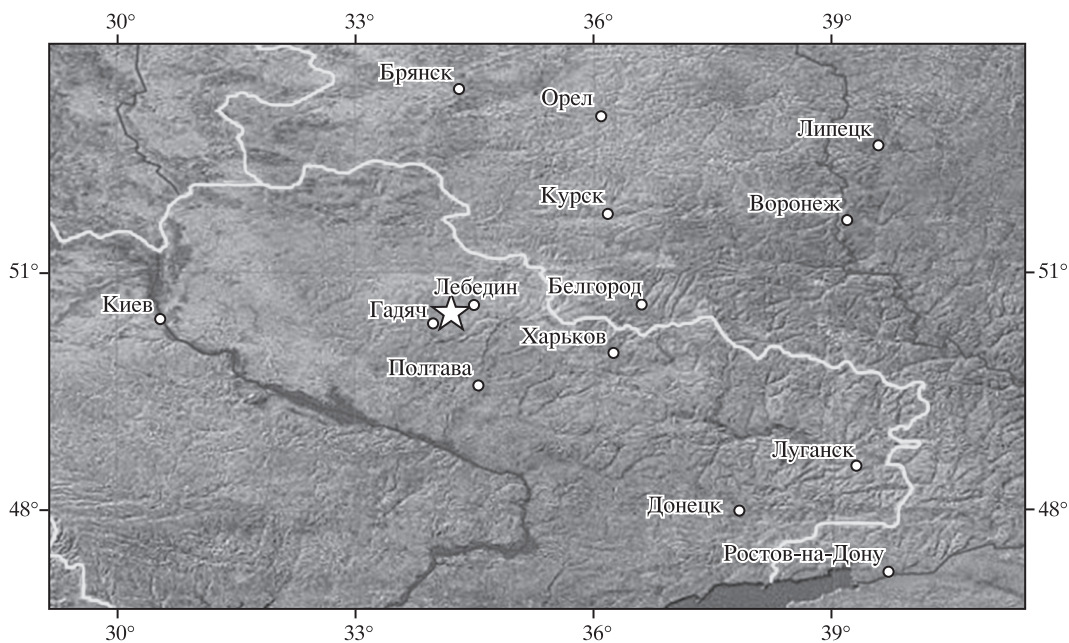 30° 33° 36° 39°
Брянск
Орел
Липецк
Курск
Воронеж
51° 51°
Лебедин Белгород
Киев Гадяч
Харьков
Полтава
Луганск
48° 48°
Донецк
Ростов-на-Дону
30° 33° 36° 39°